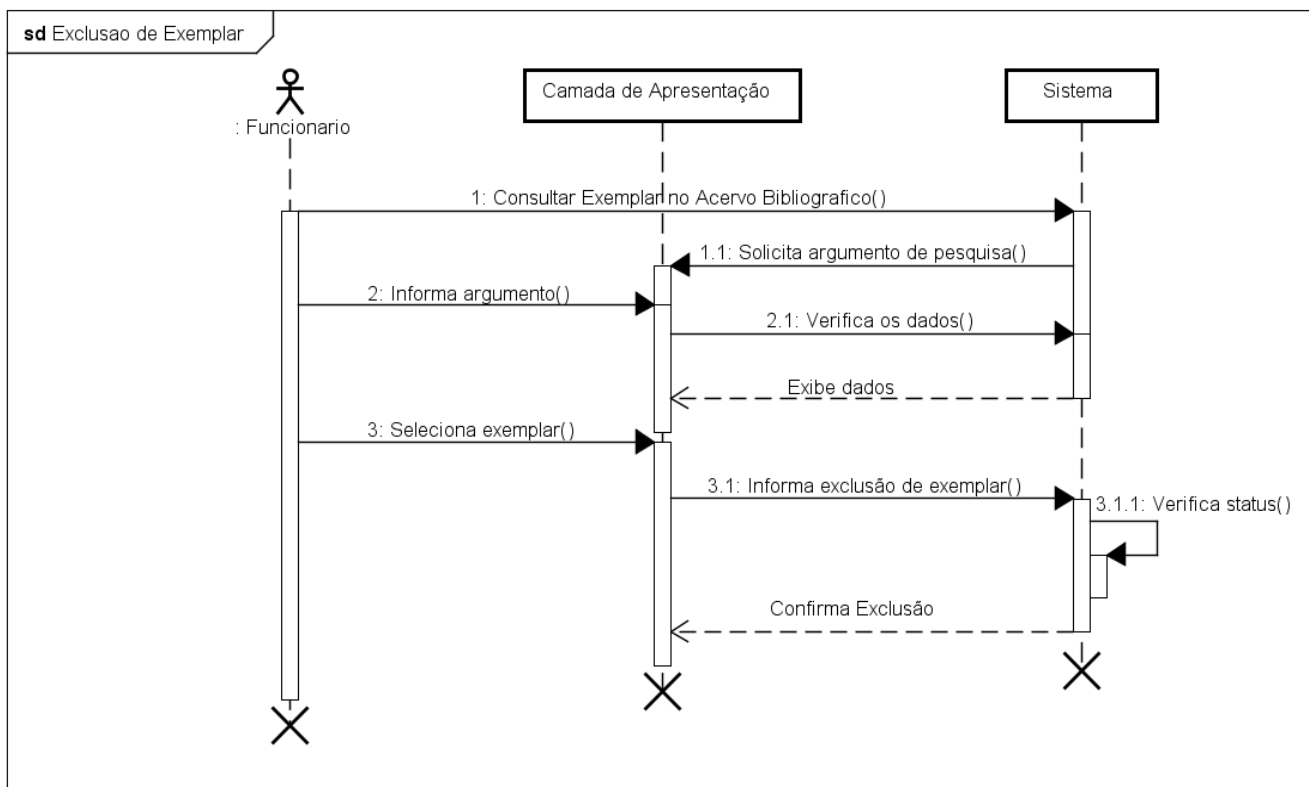 sd Exclusao de Exemplar
: Funcionario
Camada de Apresentação
Sistema
1: Consultar Exemplar no Acervo Bibliografico()
1.1: Solicita argumento de pesquisa()
2: Informa argumento()
2.1: Verifica os dados()
Exibe dados
3: Seleciona exemplar()
3.1: Informa exclusão de exemplar()
3.1.1: Verifica status()
Confirma Exclusão